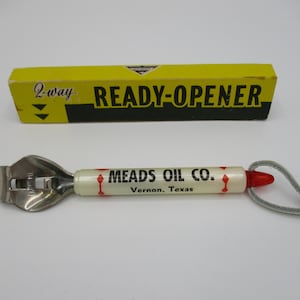 2-way
READY-OPENER
MEADS OIL CO.
Vernon, Texas